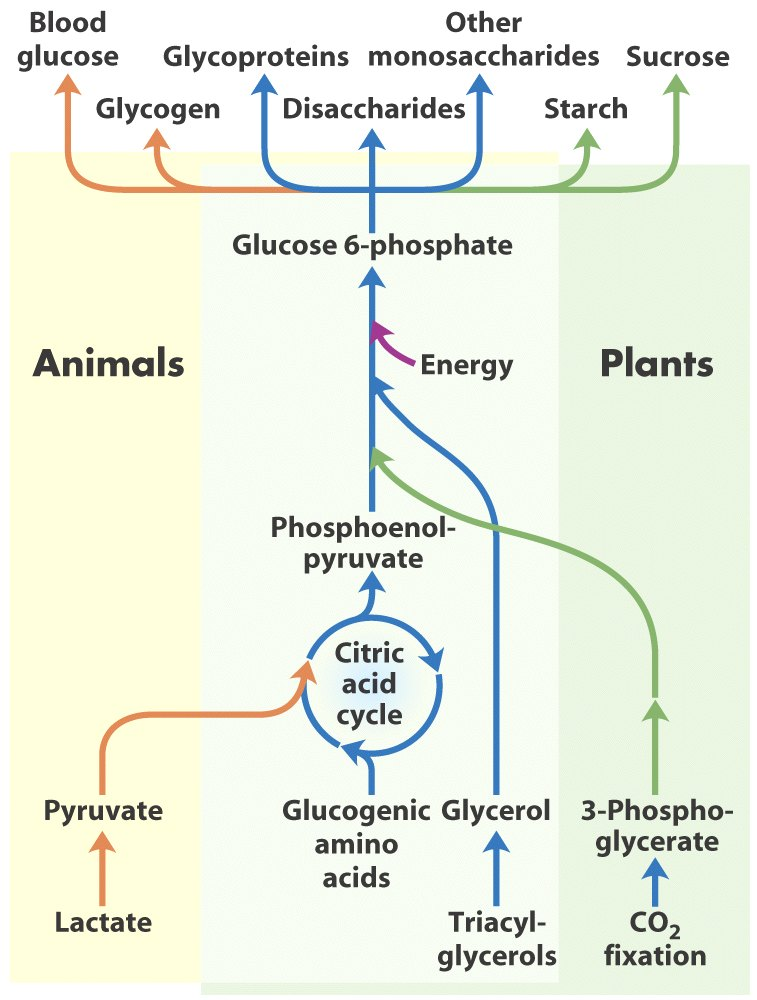 Blood
glucose
Glycoproteins
Other
monosaccharides
Sucrose
Glycogen
Disaccharides
Starch
Glucose 6-phosphate
Animals
Energy
Plants
Phosphoenol-
pyruvate
Citric
acid
cycle
Pyruvate
Glucogenic
amino
acids
Glycerol
3-Phospho-
glycerate
Lactate
Triacyl-
glycerols
CO₂
fixation